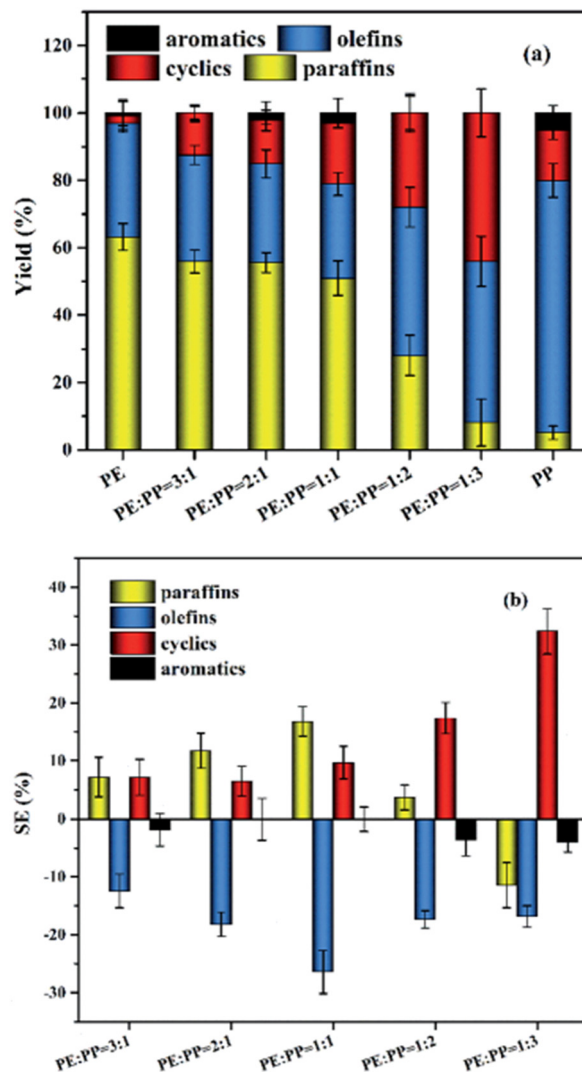 aromatics olefins (a)
cyclics paraffins
Yield (%)
120
100
80
60
40
20
0
PE PE:PP=3:1 PE:PP=2:1 PE:PP=1:1 PE:PP=1:2 PE:PP=1:3 PP
paraffins (b)
olefins
cyclics
aromatics
SE (%)
40
30
20
10
0
-10
-20
-30
PE:PP=3:1 PE:PP=2:1 PE:PP=1:1 PE:PP=1:2 PE:PP=1:3